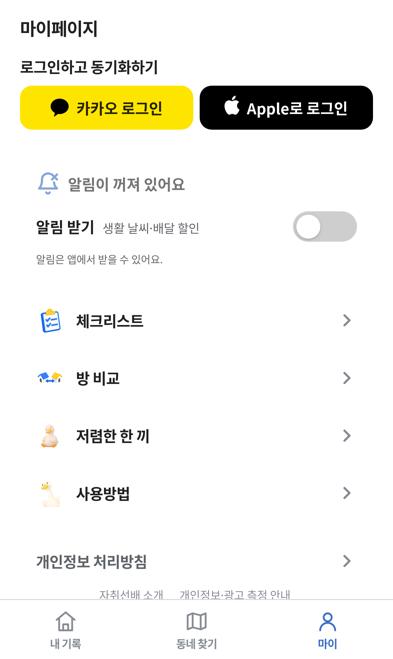 마이페이지
로그인하고 동기화하기
카카오 로그인
Apple로 로그인
알림이 꺼져 있어요
알림 받기 생활 날씨·배달 할인
알림은 앱에서 받을 수 있어요.
체크리스트
방 비교
저렴한 한 끼
사용방법
개인정보 처리방침
자취선배 소개 개인정보·광고 측정 안내
내 기록
동네 찾기
마이